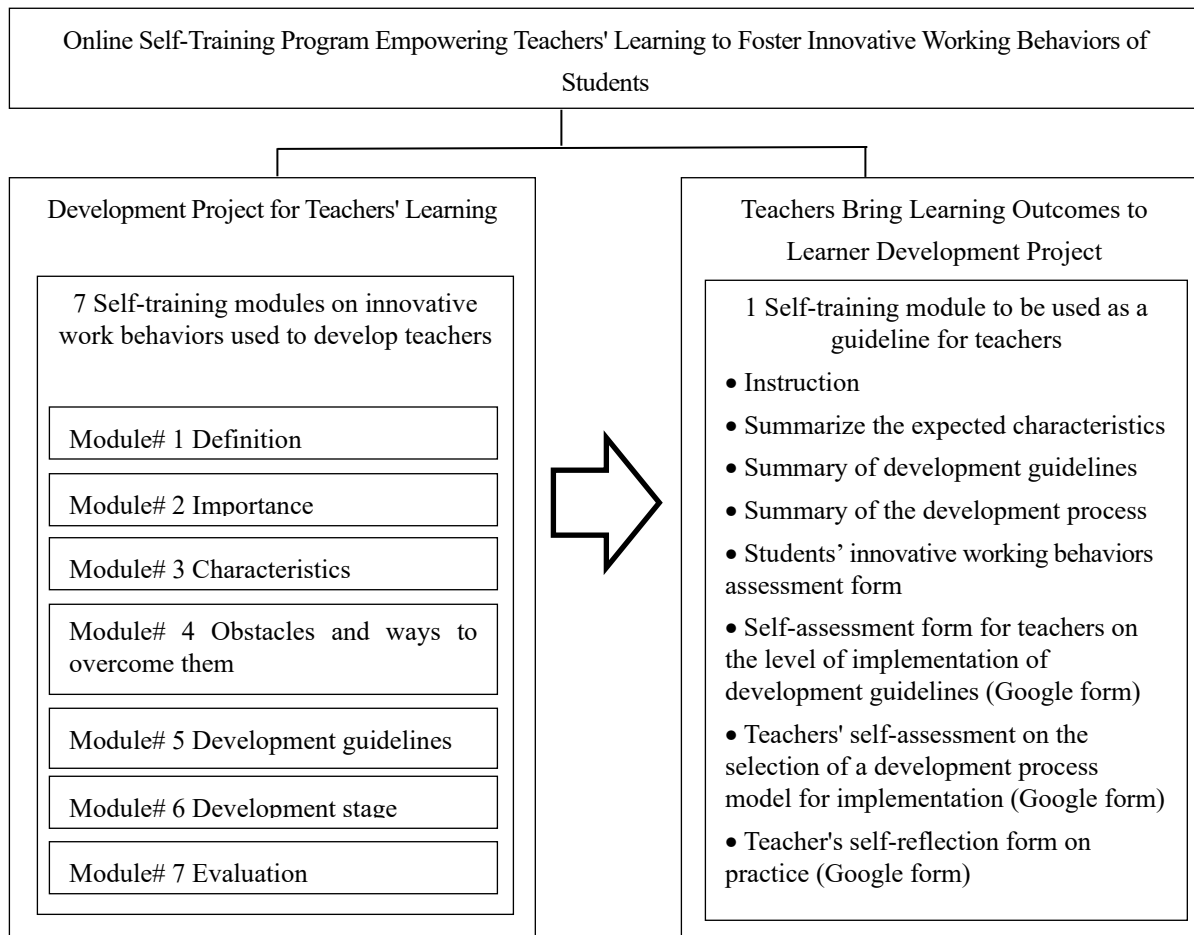 Online Self-Training Program Empowering Teachers' Learning to Foster Innovative Working Behaviors of
Students
Development Project for Teachers' Learning
7 Self-training modules on innovative
work behaviors used to develop teachers
Module# 1 Definition
Module# 2 Importance
Module# 3 Characteristics
Module# 4 Obstacles and ways to
overcome them
Module# 5 Development guidelines
Module# 6 Development stage
Module# 7 Evaluation
Teachers Bring Learning Outcomes to
Learner Development Project
1 Self-training module to be used as a
guideline for teachers
• Instruction
• Summarize the expected characteristics
• Summary of development guidelines
• Summary of the development process
• Students’ innovative working behaviors
assessment form
• Self-assessment form for teachers on
the level of implementation of
development guidelines (Google form)
• Teachers' self-assessment on the
selection of a development process
model for implementation (Google form)
• Teacher's self-reflection form on
practice (Google form)